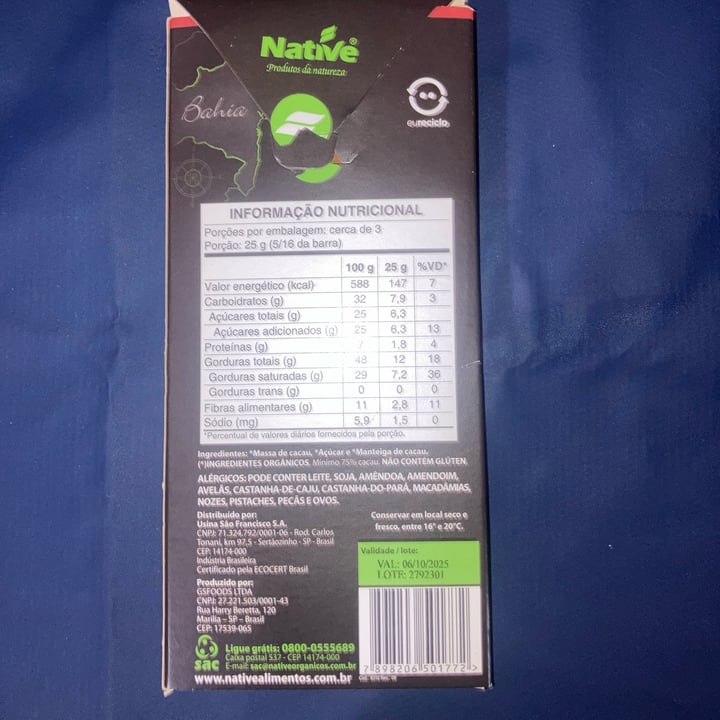 Native®
Produtos da natureza
Bahia
eureciclo
INFORMAÇÃO NUTRICIONAL
Porções por embalagem: cerca de 3
Porção: 25 g (5/16 da barra)
100 g 25 g %VD*
Valor energético (kcal) 588 147 7
Carboidratos (g) 32 7,9 3
Açúcares totais (g) 25 6,3
Açúcares adicionados (g) 25 6,3 13
Proteínas (g) 7 1,8 4
Gorduras totais (g) 48 12 18
Gorduras saturadas (g) 29 7,2 36
Gorduras trans (g) 0 0 0
Fibras alimentares (g) 11 2,8 11
Sódio (mg) 5,9 1,5 0
*Percentual de valores diários fornecidos pela porção.
Ingredientes: *Massa de cacau, *Açúcar e *Manteiga de cacau.
(*)INGREDIENTES ORGÂNICOS. Mínimo 75% cacau. NÃO CONTÉM GLÚTEN.
ALÉRGICOS: PODE CONTER LEITE, SOJA, AMÊNDOA, AMENDOIM,
AVELÃS, CASTANHA-DE-CAJU, CASTANHA-DO-PARÁ, MACADÂMIAS,
NOZES, PISTACHES, PECÃS E OVOS.
Distribuído por:
Usina São Francisco S.A.
CNPJ: 71.324.792/0001-06 - Rod. Carlos
Tonani, km 97,5 - Sertãozinho - SP - Brasil
CEP: 14174-000
Indústria Brasileira
Certificado pela ECOCERT Brasil
Conservar em local seco e
fresco, entre 16° e 20°C.
Produzido por:
GSFOODS LTDA
CNPJ: 27.221.503/0001-43
Rua Harry Beretta, 120
Marília – SP – Brasil
CEP: 17539-065
Validade / lote:
VAL: 06/10/2025
LOTE: 2792301
7 898206 501772 >
sac
Ligue grátis: 0800-0555689
Caixa postal 537 - CEP 14174-000
E-mail: sac@nativeorganicos.com.br
www.nativealimentos.com.br